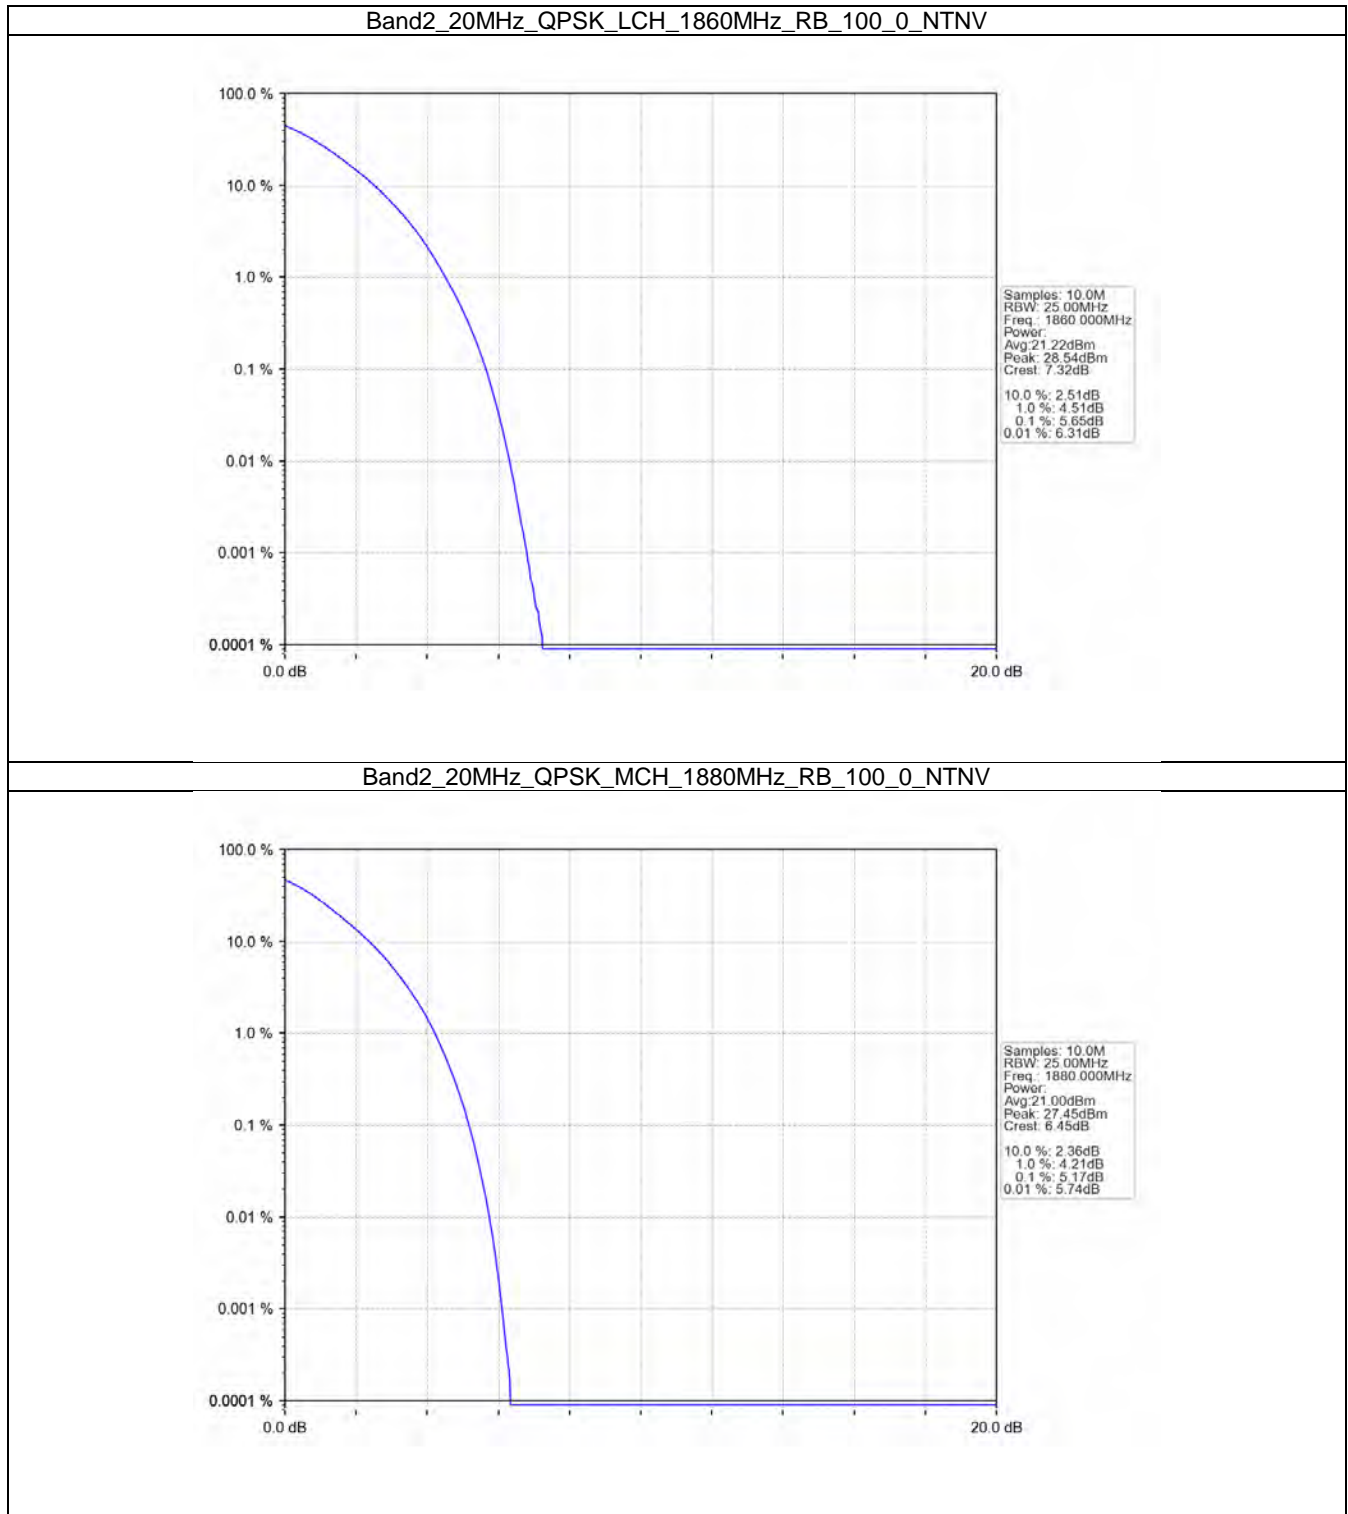 Band2_20MHz_QPSK_LCH_1860MHz_RB_100_0_NTNV
100.0 %
10.0 %
1.0 %
0.1 %
0.01 %
0.001 %
0.0001 %
0.0 dB
20.0 dB
Samples: 10.0M
RBW: 25.00MHz
Freq.: 1860.000MHz
Power:
Avg:21.22dBm
Peak: 28.54dBm
Crest: 7.32dB
10.0 %: 2.51dB
1.0 %: 4.51dB
0.1 %: 5.65dB
0.01 %: 6.31dB
Band2_20MHz_QPSK_MCH_1880MHz_RB_100_0_NTNV
100.0 %
10.0 %
1.0 %
0.1 %
0.01 %
0.001 %
0.0001 %
0.0 dB
20.0 dB
Samples: 10.0M
RBW: 25.00MHz
Freq.: 1880.000MHz
Power:
Avg:21.00dBm
Peak: 27.45dBm
Crest: 6.45dB
10.0 %: 2.36dB
1.0 %: 4.21dB
0.1 %: 5.17dB
0.01 %: 5.74dB